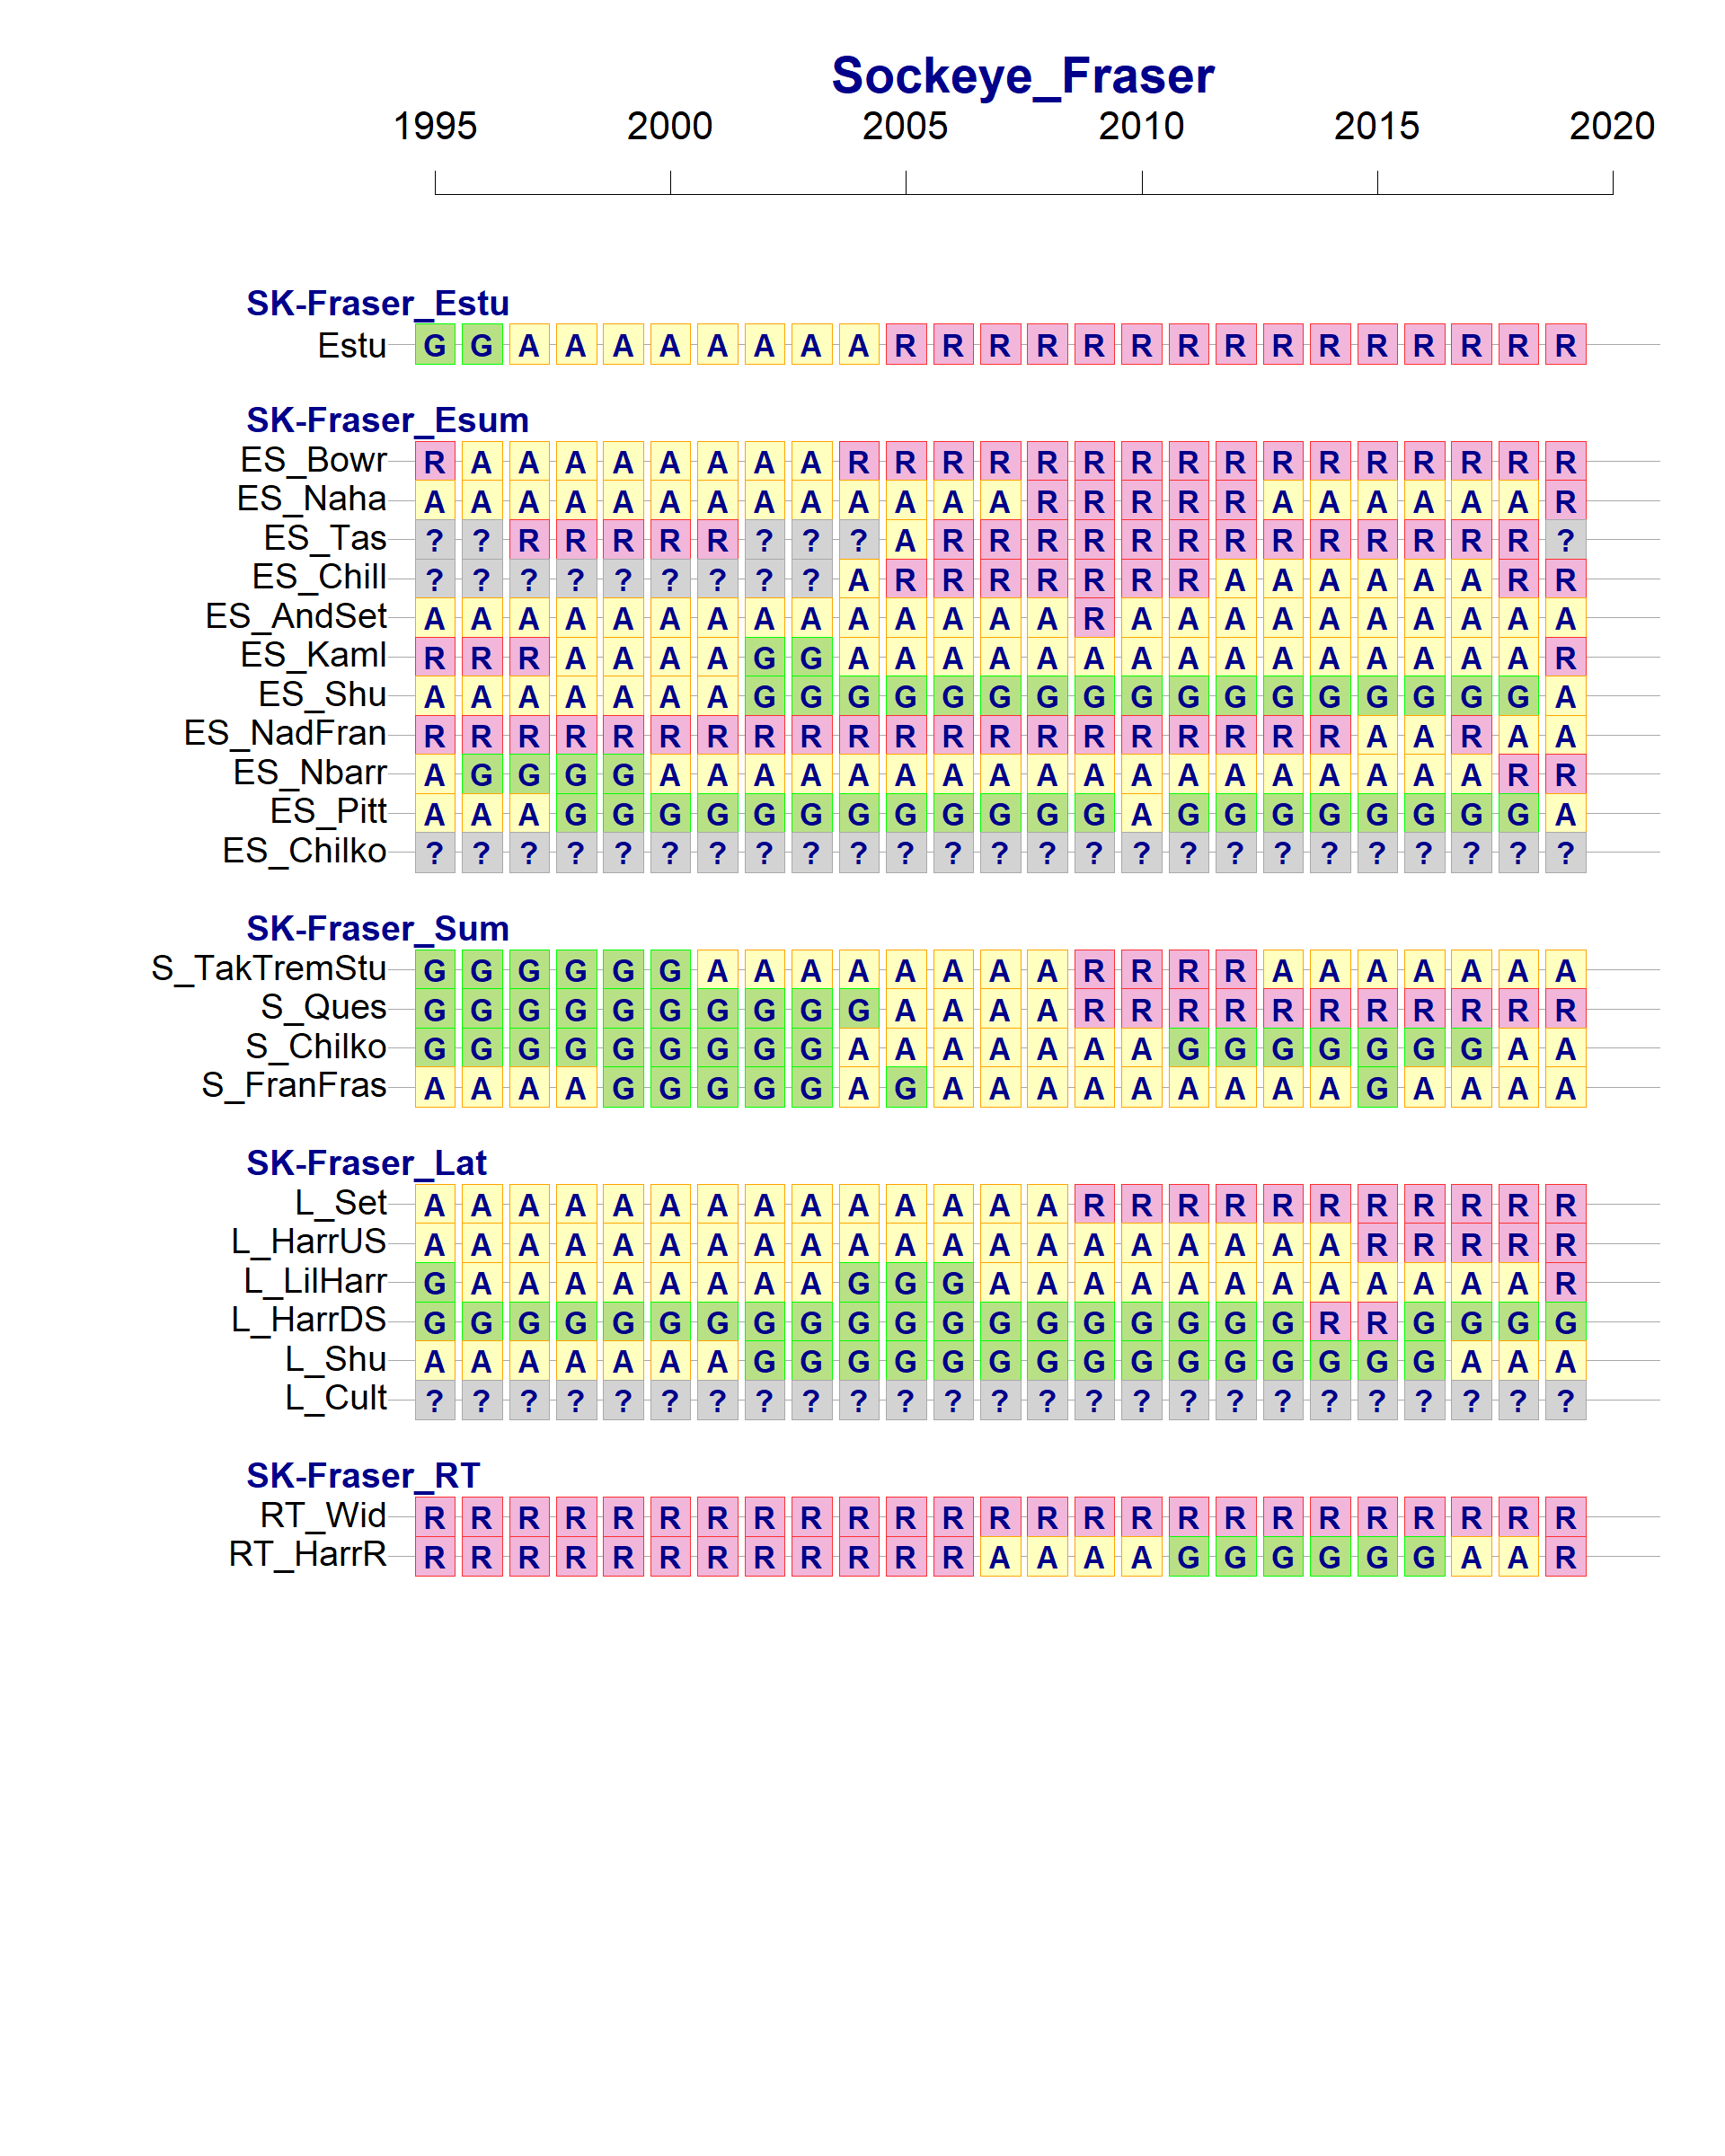 Sockeye_Fraser
1995 2000 2005 2010 2015 2020
SK-Fraser_Estu
Estu G G A A A A A A A A R R R R R R R R R R R R R R R
SK-Fraser_Esum
ES_Bowr R A A A A A A A A R R R R R R R R R R R R R R R R
ES_Naha A A A A A A A A A A A A A R R R R R A A A A A A R
ES_Tas ? ? R R R R R ? ? ? A R R R R R R R R R R R R R ?
ES_Chill ? ? ? ? ? ? ? ? ? A R R R R R R R A A A A A A R R
ES_AndSet A A A A A A A A A A A A A A R A A A A A A A A A A
ES_Kaml R R R A A A A G G A A A A A A A A A A A A A A A R
ES_Shu A A A A A A A G G G G G G G G G G G G G G G G G A
ES_NadFran R R R R R R R R R R R R R R R R R R R R A A R A A
ES_Nbarr A G G G G A A A A A A A A A A A A A A A A A A R R
ES_Pitt A A A G G G G G G G G G G G G A G G G G G G G G A
ES_Chilko ? ? ? ? ? ? ? ? ? ? ? ? ? ? ? ? ? ? ? ? ? ? ? ? ?
SK-Fraser_Sum
S_TakTremStu G G G G G G A A A A A A A A R R R R A A A A A A A
S_Ques G G G G G G G G G G A A A A R R R R R R R R R R R
S_Chilko G G G G G G G G G A A A A A A A G G G G G G G A A
S_FranFras A A A A G G G G G A G A A A A A A A A A G A A A A
SK-Fraser_Lat
L_Set A A A A A A A A A A A A A A R R R R R R R R R R R
L_HarrUS A A A A A A A A A A A A A A A A A A A A R R R R R
L_LilHarr G A A A A A A A A G G G A A A A A A A A A A A A R
L_HarrDS G G G G G G G G G G G G G G G G G G G R R G G G G
L_Shu A A A A A A A G G G G G G G G G G G G G G G A A A
L_Cult ? ? ? ? ? ? ? ? ? ? ? ? ? ? ? ? ? ? ? ? ? ? ? ? ?
SK-Fraser_RT
RT_Wid R R R R R R R R R R R R R R R R R R R R R R R R R
RT_HarrR R R R R R R R R R R R R A A A A G G G G G G A A R